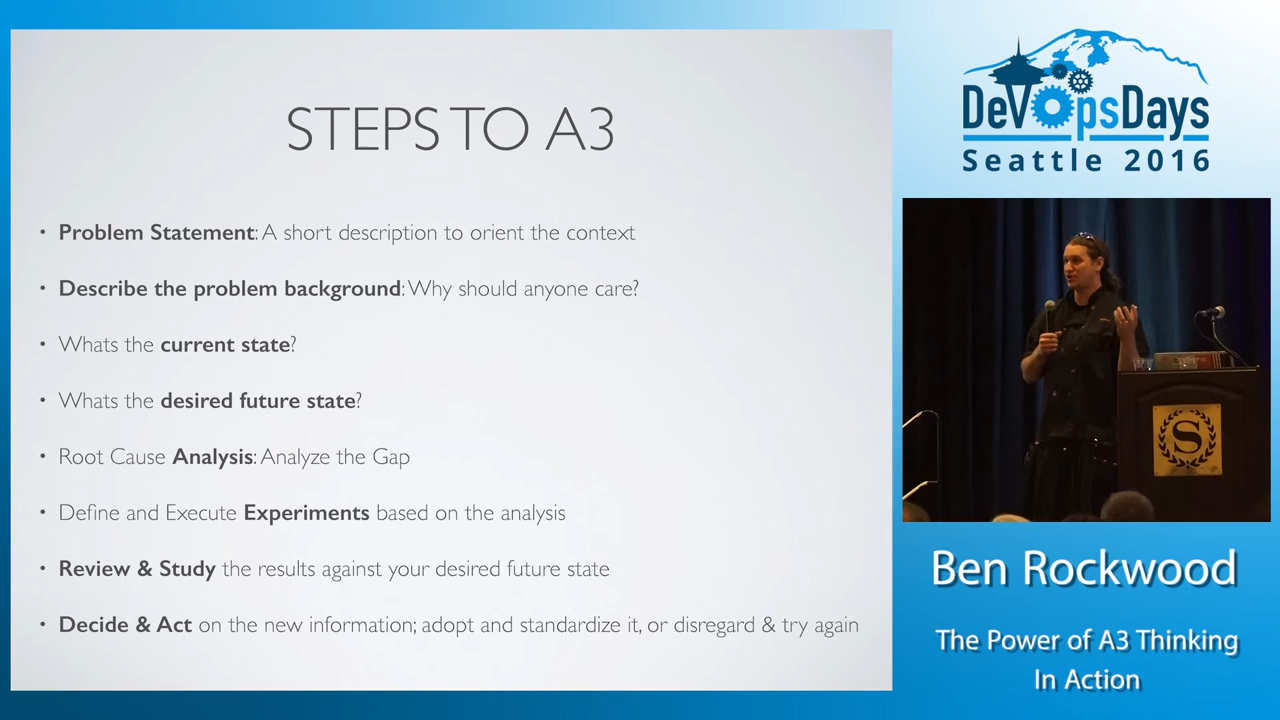 STEPS TO A3
• Problem Statement: A short description to orient the context
• Describe the problem background: Why should anyone care?
• Whats the current state?
• Whats the desired future state?
• Root Cause Analysis: Analyze the Gap
• Define and Execute Experiments based on the analysis
• Review & Study the results against your desired future state
• Decide & Act on the new information; adopt and standardize it, or disregard & try again
DevOpsDays
Seattle 2016
S
Ben Rockwood
The Power of A3 Thinking
In Action